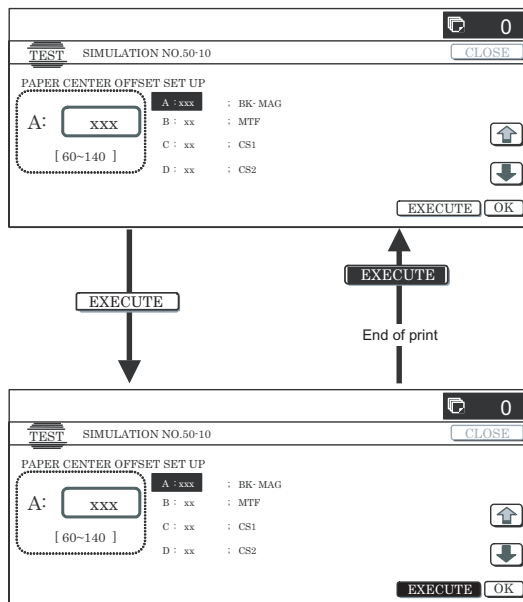 0
TEST SIMULATION NO.50-10 CLOSE
PAPER CENTER OFFSET SET UP
A : xxx ; BK- MAG
A: xxx
B : xx ; MTF
[ 60~140 ]
C : xx ; CS1
D : xx ; CS2
EXECUTE OK
EXECUTE
EXECUTE
End of print
0
TEST SIMULATION NO.50-10 CLOSE
PAPER CENTER OFFSET SET UP
A : xxx ; BK- MAG
A: xxx
B : xx ; MTF
[ 60~140 ]
C : xx ; CS1
D : xx ; CS2
EXECUTE OK